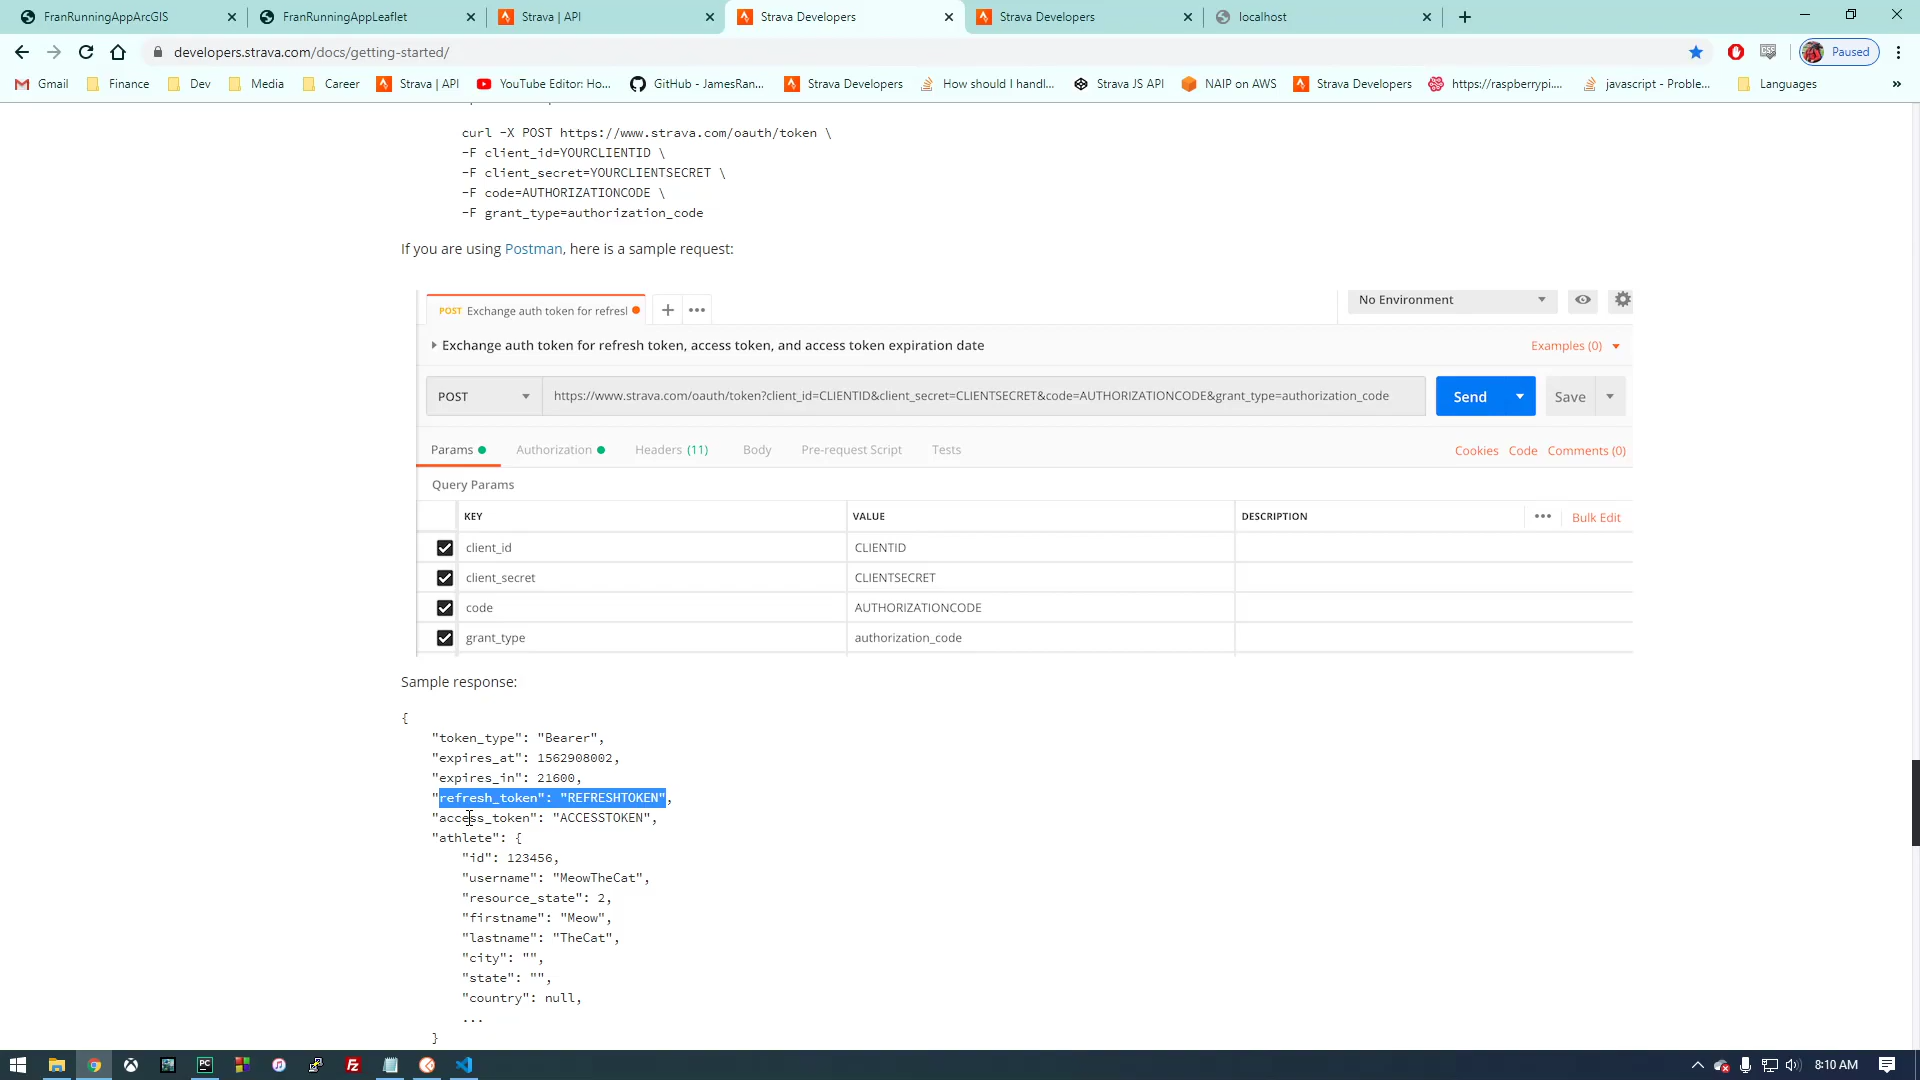 FranRunningAppArcGIS
FranRunningAppLeaflet
Strava | API
Strava Developers
Strava Developers
localhost
developers.strava.com/docs/getting-started/
Paused
Gmail
Finance
Dev
Media
Career
Strava | API
YouTube Editor: Ho...
GitHub - JamesRan...
Strava Developers
How should I handl...
Strava JS API
NAIP on AWS
Strava Developers
https://raspberrypi....
javascript - Proble...
Languages
»
curl -X POST https://www.strava.com/oauth/token \
-F client_id=YOURCLIENTID \
-F client_secret=YOURCLIENTSECRET \
-F code=AUTHORIZATIONCODE \
-F grant_type=authorization_code
If you are using Postman, here is a sample request:
POST Exchange auth token for refresl
No Environment
Exchange auth token for refresh token, access token, and access token expiration date
Examples (0)
POST
https://www.strava.com/oauth/token?client_id=CLIENTID&client_secret=CLIENTSECRET&code=AUTHORIZATIONCODE&grant_type=authorization_code
Send
Save
Params
Authorization
Headers (11)
Body
Pre-request Script
Tests
Cookies
Code
Comments (0)
Query Params
KEY
VALUE
DESCRIPTION
Bulk Edit
client_id
CLIENTID
client_secret
CLIENTSECRET
code
AUTHORIZATIONCODE
grant_type
authorization_code
Sample response:
{
"token_type": "Bearer",
"expires_at": 1562908002,
"expires_in": 21600,
"refresh_token": "REFRESHTOKEN",
"access_token": "ACCESSTOKEN",
"athlete": {
"id": 123456,
"username": "MeowTheCat",
"resource_state": 2,
"firstname": "Meow",
"lastname": "TheCat",
"city": "",
"state": "",
"country": null,
...
}
8:10 AM